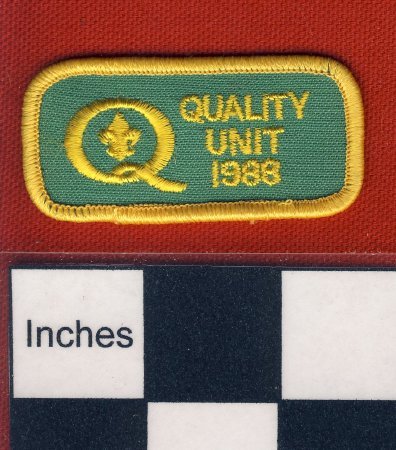 QUALITY
UNIT
1988
Inches